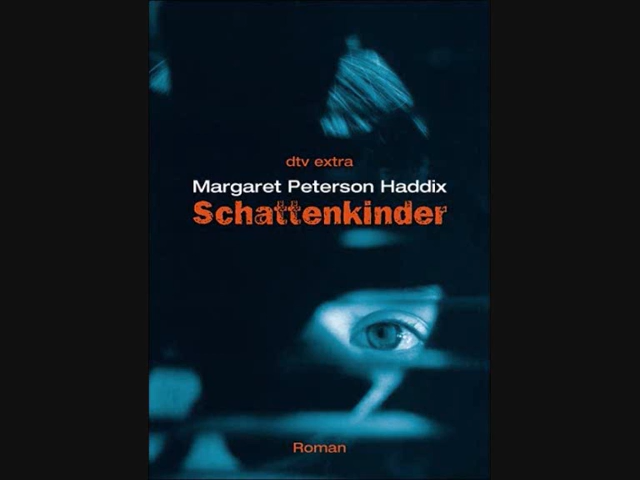 dtv extra
Margaret Peterson Haddix
Schattenkinder
Roman